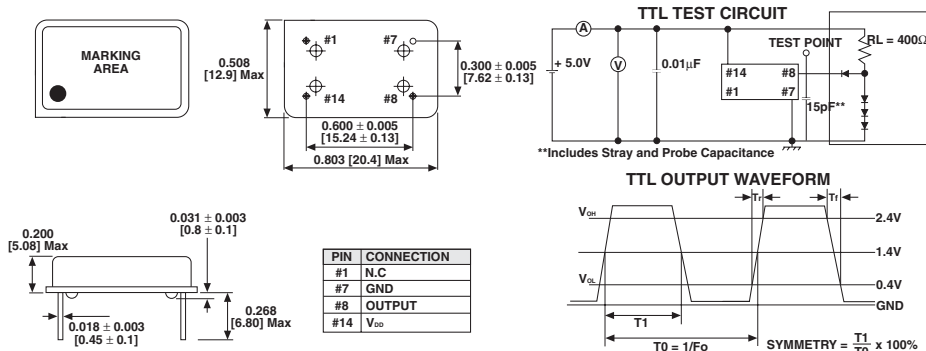 MARKING
AREA
0.508
[12.9] Max
#1
#7
#14
#8
0.300 ± 0.005
[7.62 ± 0.13]
0.600 ± 0.005
[15.24 ± 0.13]
0.803 [20.4] Max
TTL TEST CIRCUIT
A
V
+ 5.0V
0.01µF
TEST POINT
RL = 400Ω
#14
#8
#1
#7
15pF**
**Includes Stray and Probe Capacitance
0.200
[5.08] Max
0.031 ± 0.003
[0.8 ± 0.1]
0.018 ± 0.003
[0.45 ± 0.1]
0.268
[6.80] Max
PIN CONNECTION
#1 N.C
#7 GND
#8 OUTPUT
#14 VDD
TTL OUTPUT WAVEFORM
Tr
Tf
VOH
2.4V
1.4V
VOL
0.4V
GND
T1
T0 = 1/Fo
SYMMETRY = T1/T0 x 100%